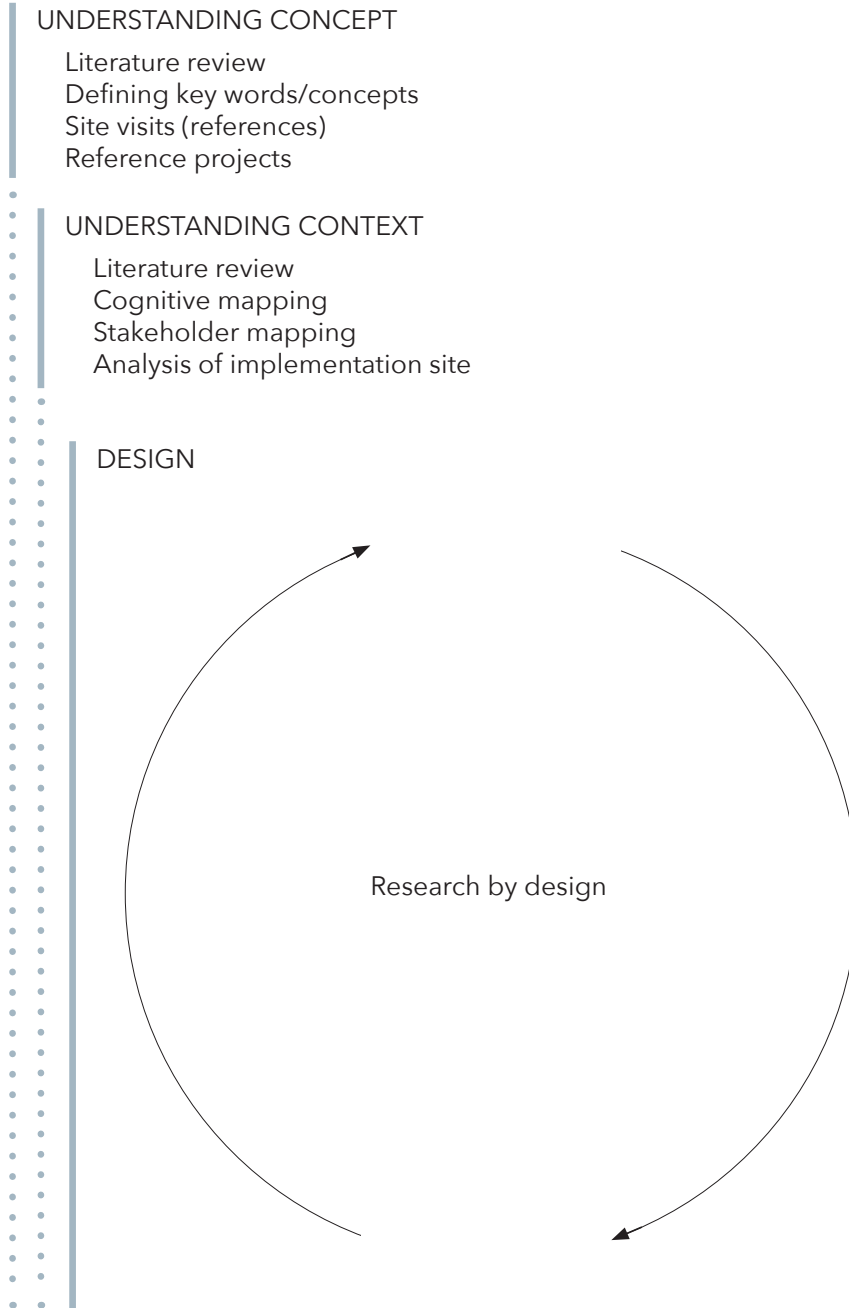 UNDERSTANDING CONCEPT
Literature review
Defining key words/concepts
Site visits (references)
Reference projects
UNDERSTANDING CONTEXT
Literature review
Cognitive mapping
Stakeholder mapping
Analysis of implementation site
DESIGN
Research by design